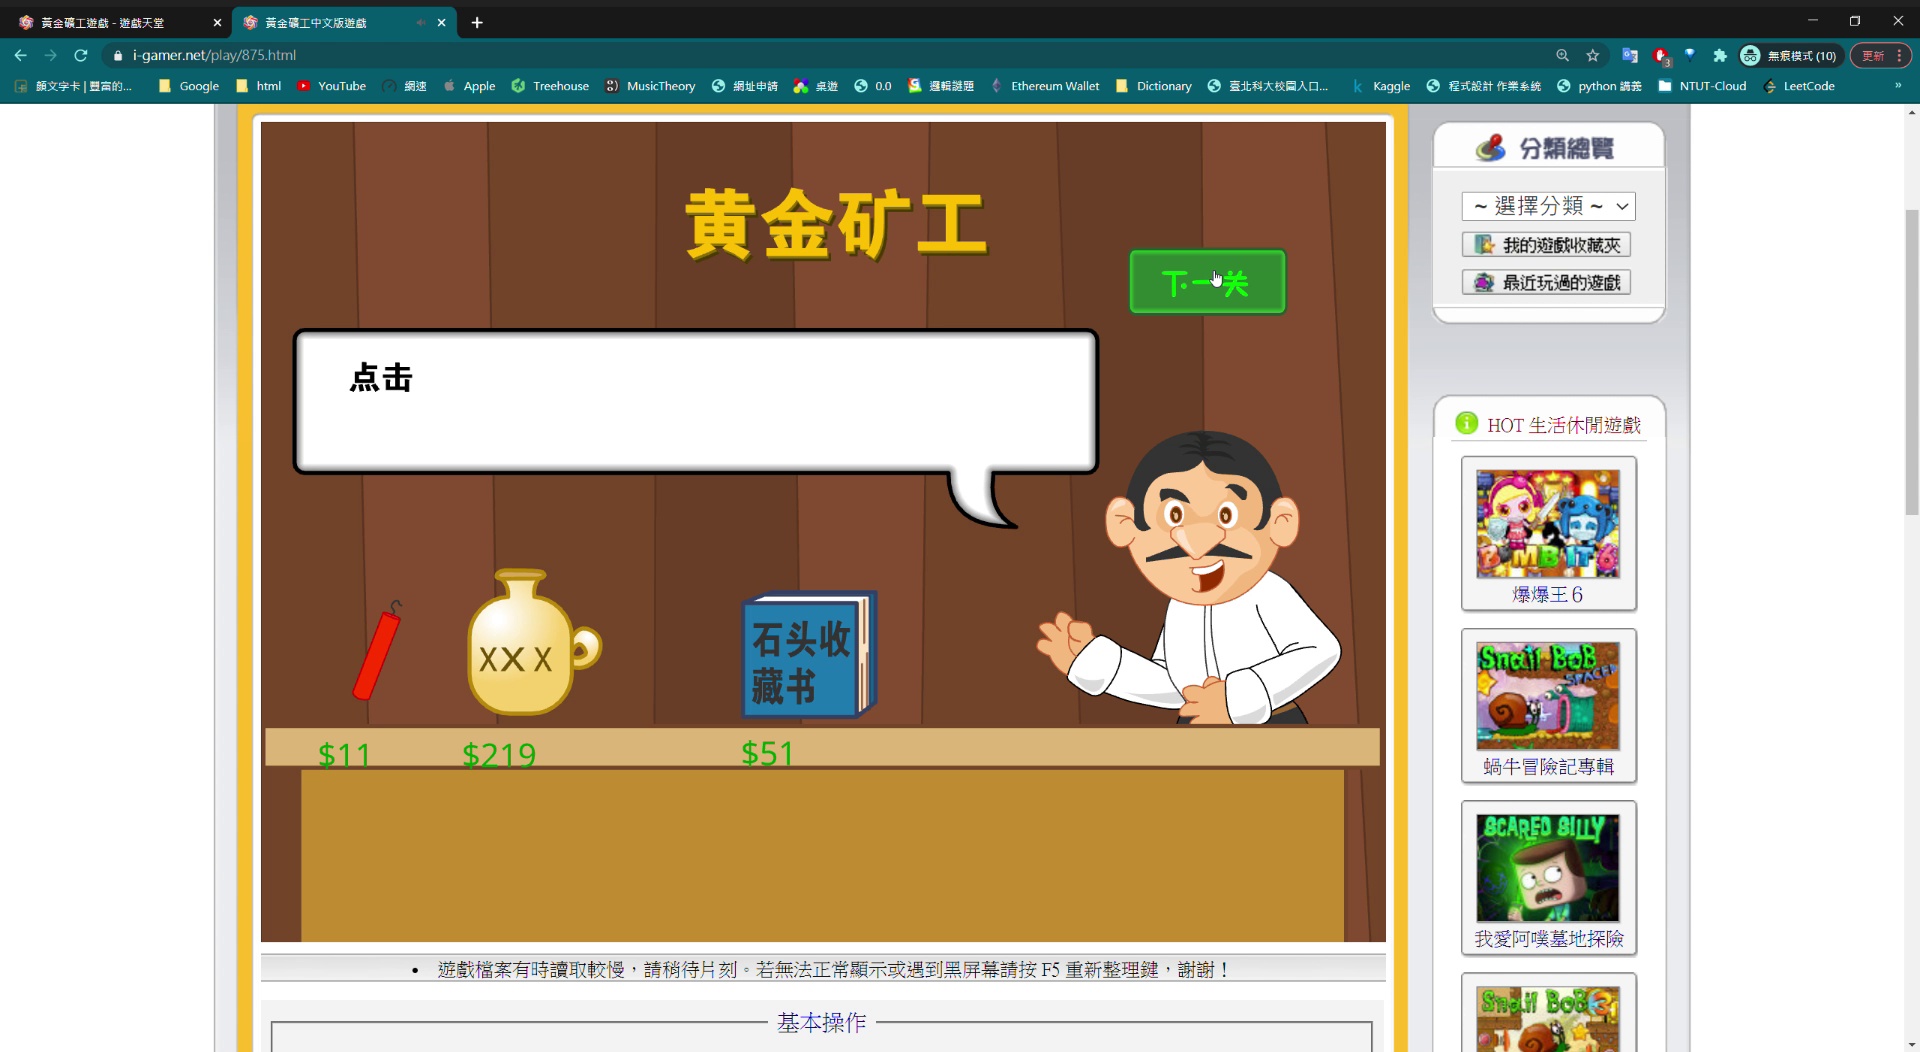 黃金礦工遊戲 - 遊戲天堂
黃金礦工中文版遊戲
i-gamer.net/play/875.html
無痕模式 (10)
更新
顏文字卡 | 豐富的...
Google
html
YouTube
網速
Apple
Treehouse
MusicTheory
網址申請
桌遊
0.0
邏輯謎題
Ethereum Wallet
Dictionary
臺北科大校園入口...
Kaggle
程式設計 作業系統
python 講義
NTUT-Cloud
LeetCode
»
黄金矿工
下一关
点击
XXX
石头收
藏书
$11
$219
$51
遊戲檔案有時讀取較慢，請稍待片刻。若無法正常顯示或遇到黑屏幕請按 F5 重新整理鍵，謝謝！
基本操作
分類總覽
~ 選擇分類 ~
我的遊戲收藏夾
最近玩過的遊戲
HOT 生活休閒遊戲
BOMB IT 6
爆爆王６
Snail BoB
SPACE
蝸牛冒險記專輯
SCARED SILLY
我愛阿噗墓地探險
Snail BoB 3